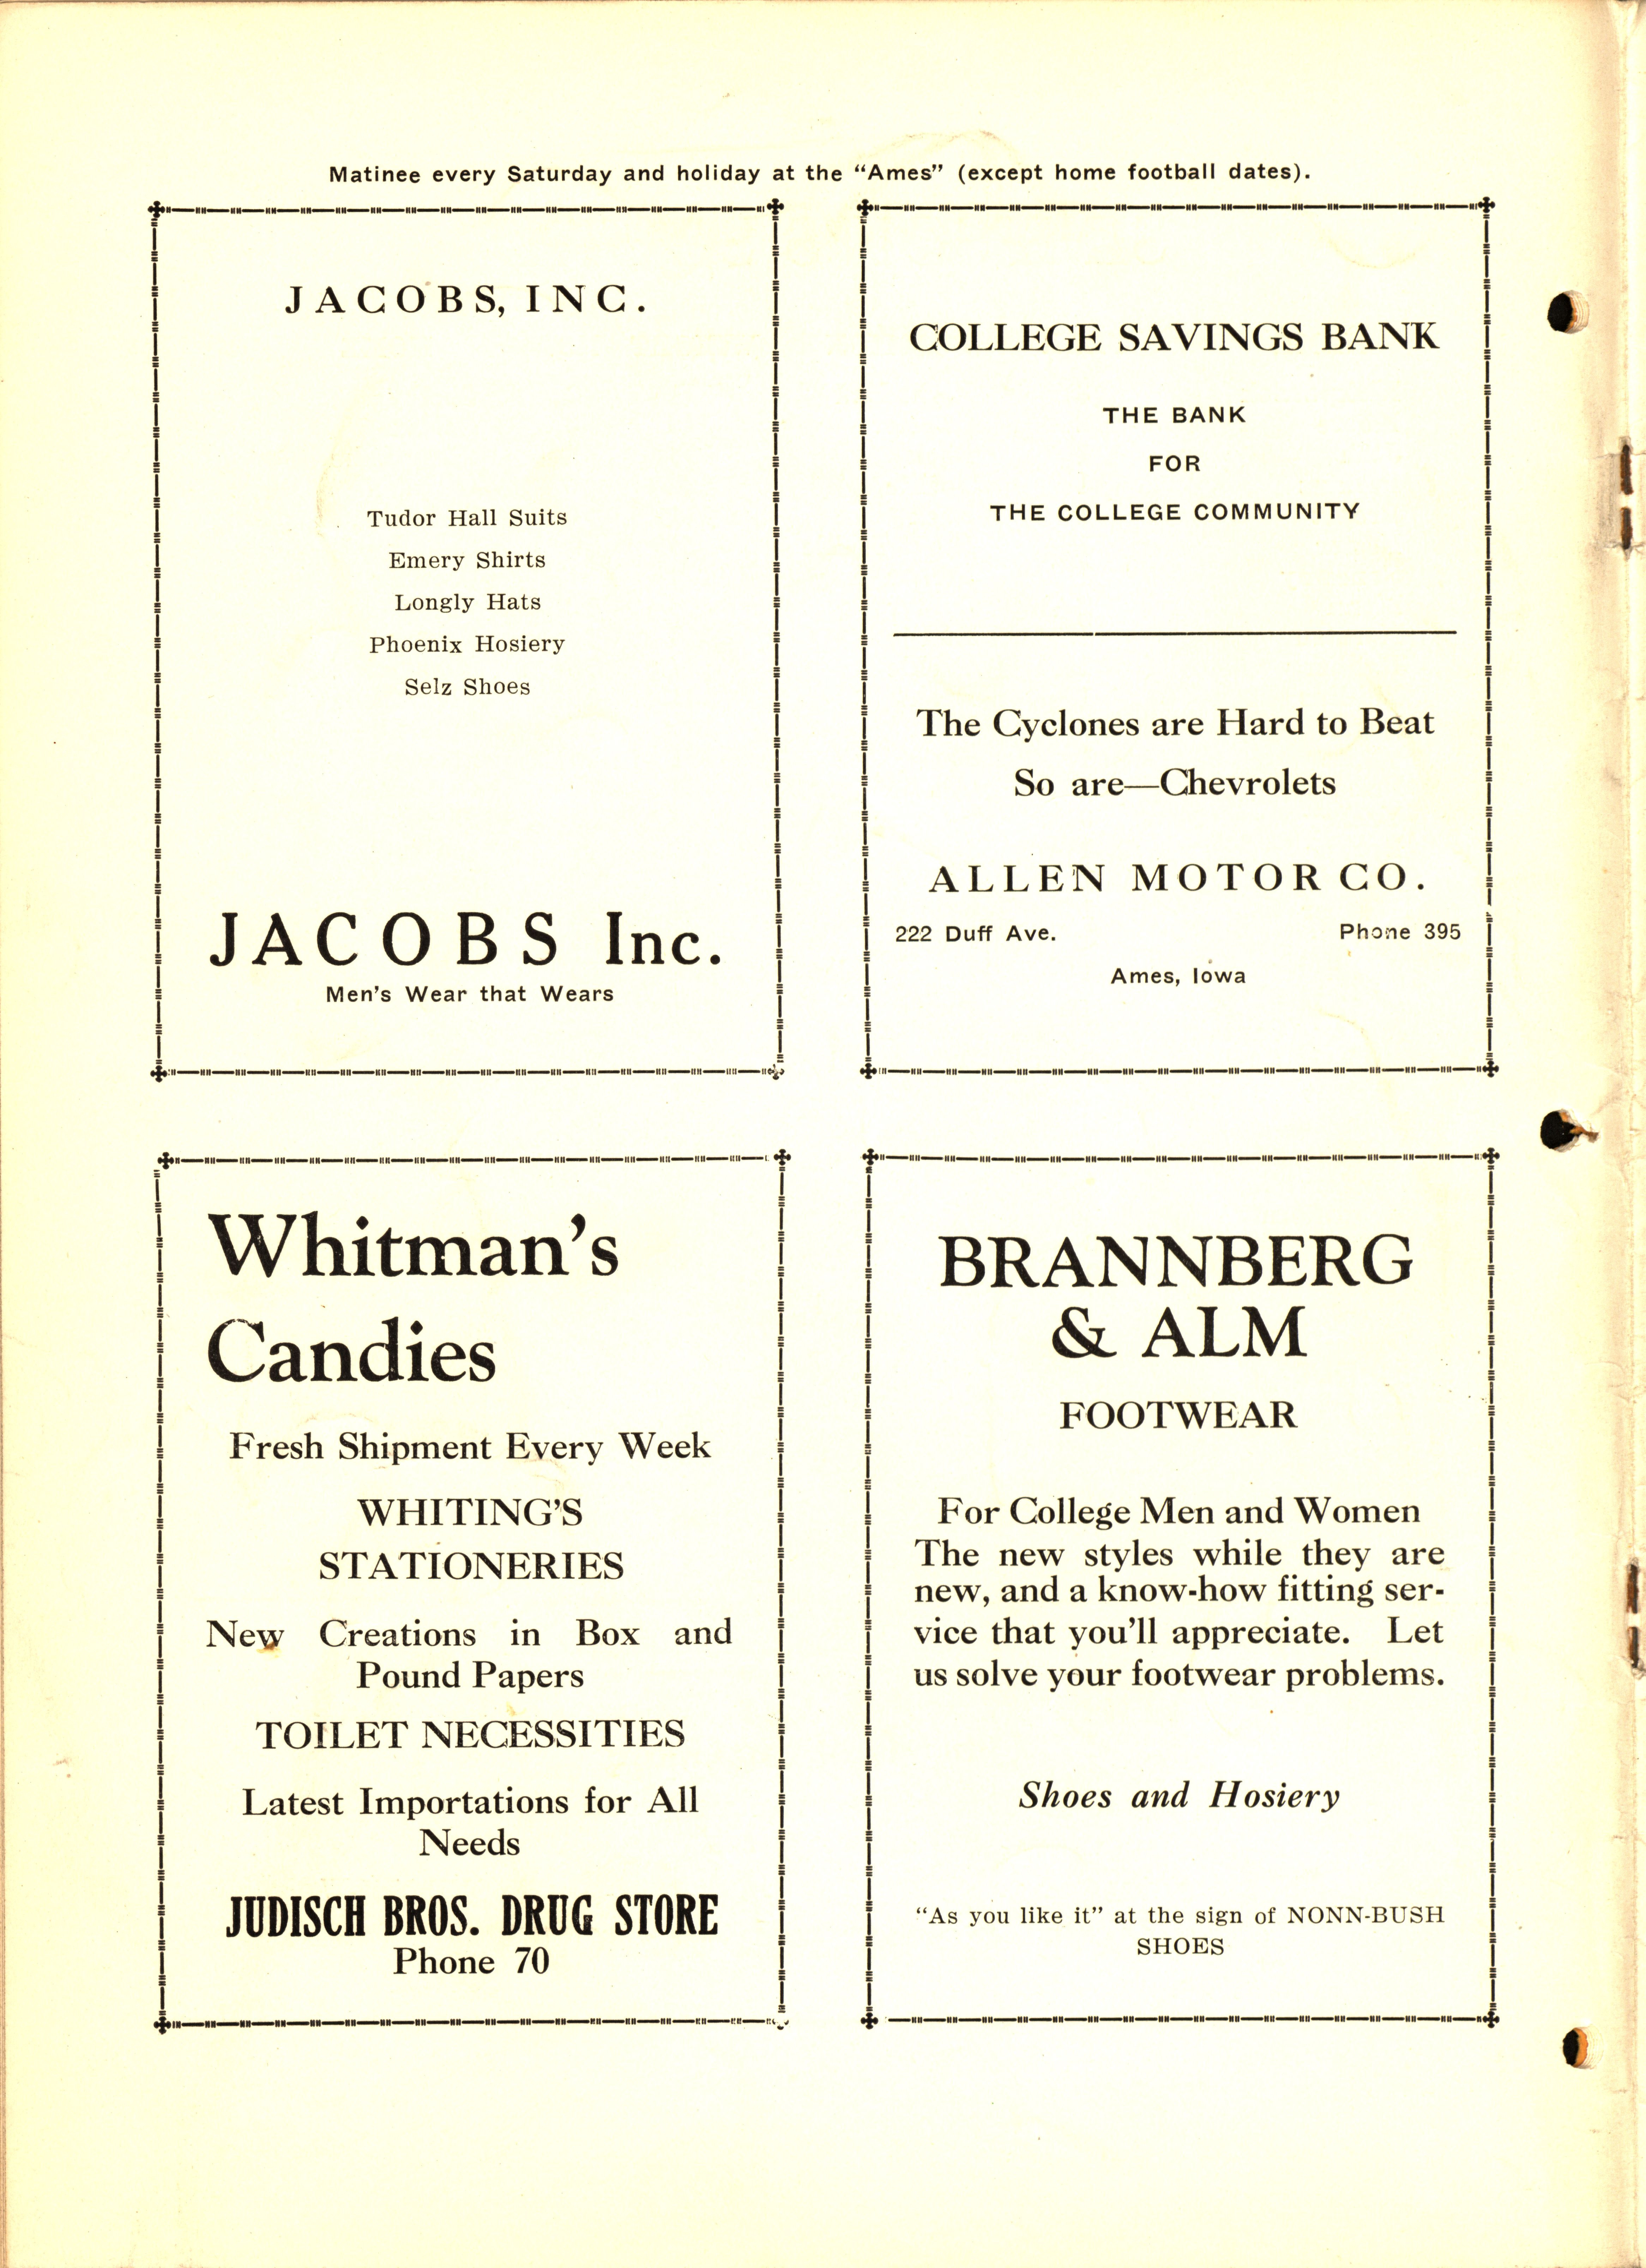 Matinee every Saturday and holiday at the “Ames” (except home football dates).
JACOBS, INC.
Tudor Hall Suits
Emery Shirts
Longly Hats
Phoenix Hosiery
Selz Shoes
JACOBS Inc.
Men’s Wear that Wears
COLLEGE SAVINGS BANK
THE BANK
FOR
THE COLLEGE COMMUNITY
The Cyclones are Hard to Beat
So are—Chevrolets
ALLEN MOTOR CO.
222 Duff Ave. Phone 395
Ames, Iowa
Whitman’s
Candies
Fresh Shipment Every Week
WHITING’S
STATIONERIES
New Creations in Box and
Pound Papers
TOILET NECESSITIES
Latest Importations for All
Needs
JUDISCH BROS. DRUG STORE
Phone 70
BRANNBERG
& ALM
FOOTWEAR
For College Men and Women
The new styles while they are
new, and a know-how fitting ser-
vice that you’ll appreciate. Let
us solve your footwear problems.
Shoes and Hosiery
“As you like it” at the sign of NONN-BUSH
SHOES